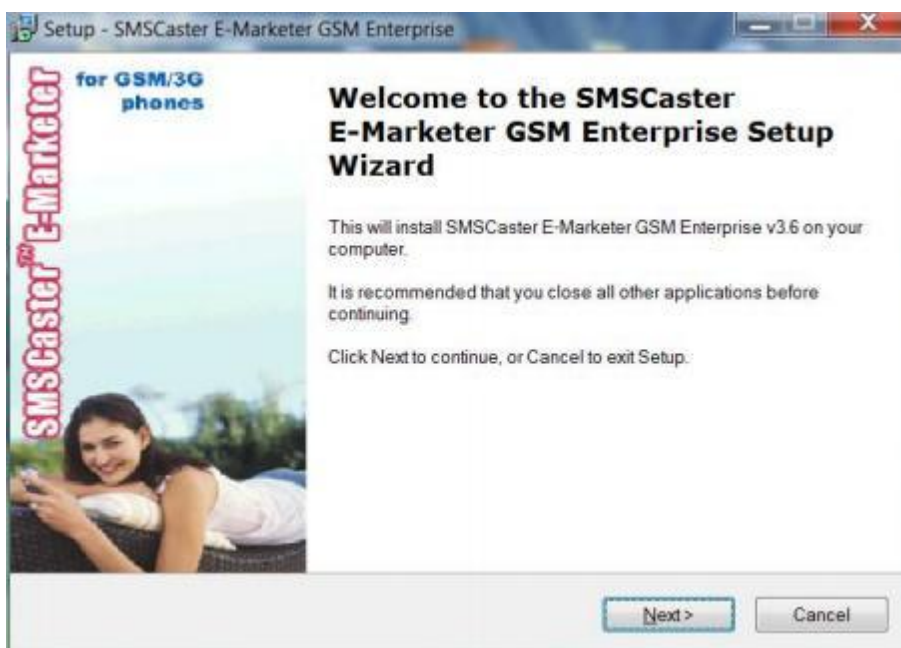 Setup - SMSCaster E-Marketer GSM Enterprise
for GSM/3G
phones
SMSCaster™ E-Marketer
Welcome to the SMSCaster
E-Marketer GSM Enterprise Setup
Wizard
This will install SMSCaster E-Marketer GSM Enterprise v3.6 on your
computer.
It is recommended that you close all other applications before
continuing.
Click Next to continue, or Cancel to exit Setup.
Next >
Cancel